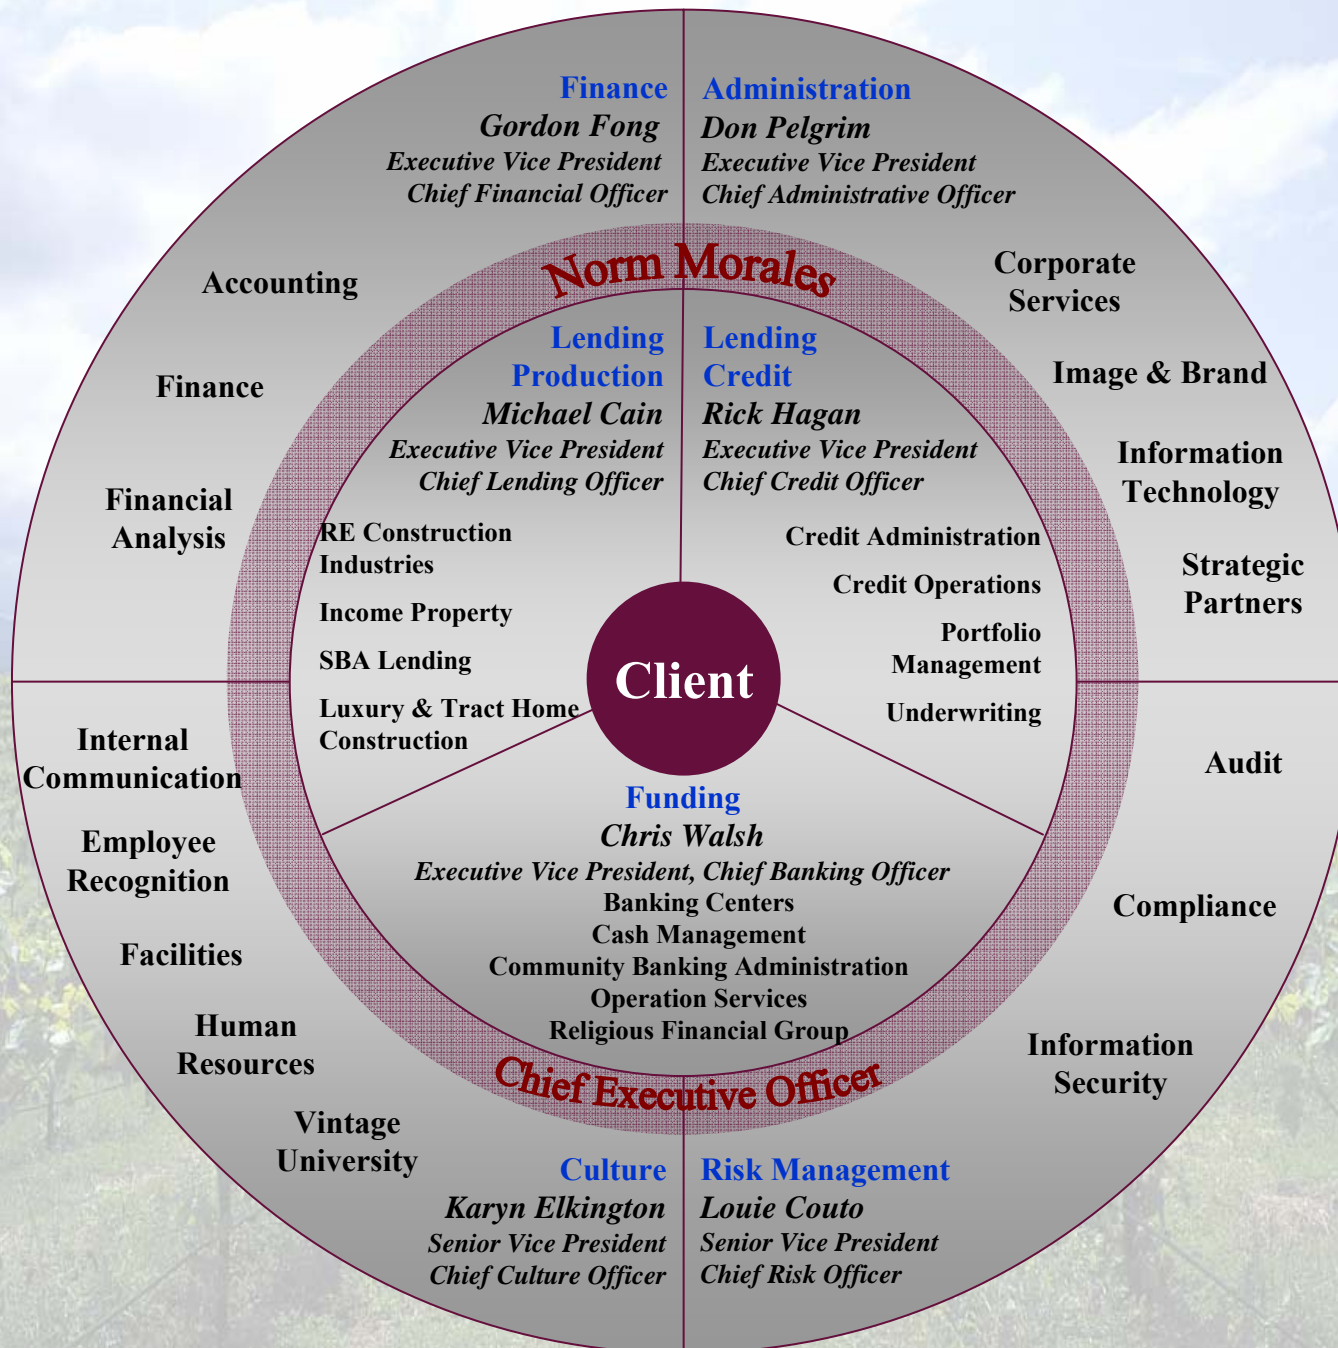 Finance
Gordon Fong
Executive Vice President
Chief Financial Officer
Accounting
Finance
Financial
Analysis
Administration
Don Pelgrim
Executive Vice President
Chief Administrative Officer
Corporate
Services
Image & Brand
Information
Technology
Strategic
Partners
Norm Morales
Lending
Production
Michael Cain
Executive Vice President
Chief Lending Officer
RE Construction
Industries
Income Property
SBA Lending
Luxury & Tract Home
Construction
Lending
Credit
Rick Hagan
Executive Vice President
Chief Credit Officer
Credit Administration
Credit Operations
Portfolio
Management
Underwriting
Client
Funding
Chris Walsh
Executive Vice President, Chief Banking Officer
Banking Centers
Cash Management
Community Banking Administration
Operation Services
Religious Financial Group
Chief Executive Officer
Internal
Communication
Employee
Recognition
Facilities
Human
Resources
Vintage
University
Culture
Karyn Elkington
Senior Vice President
Chief Culture Officer
Audit
Compliance
Information
Security
Risk Management
Louie Couto
Senior Vice President
Chief Risk Officer